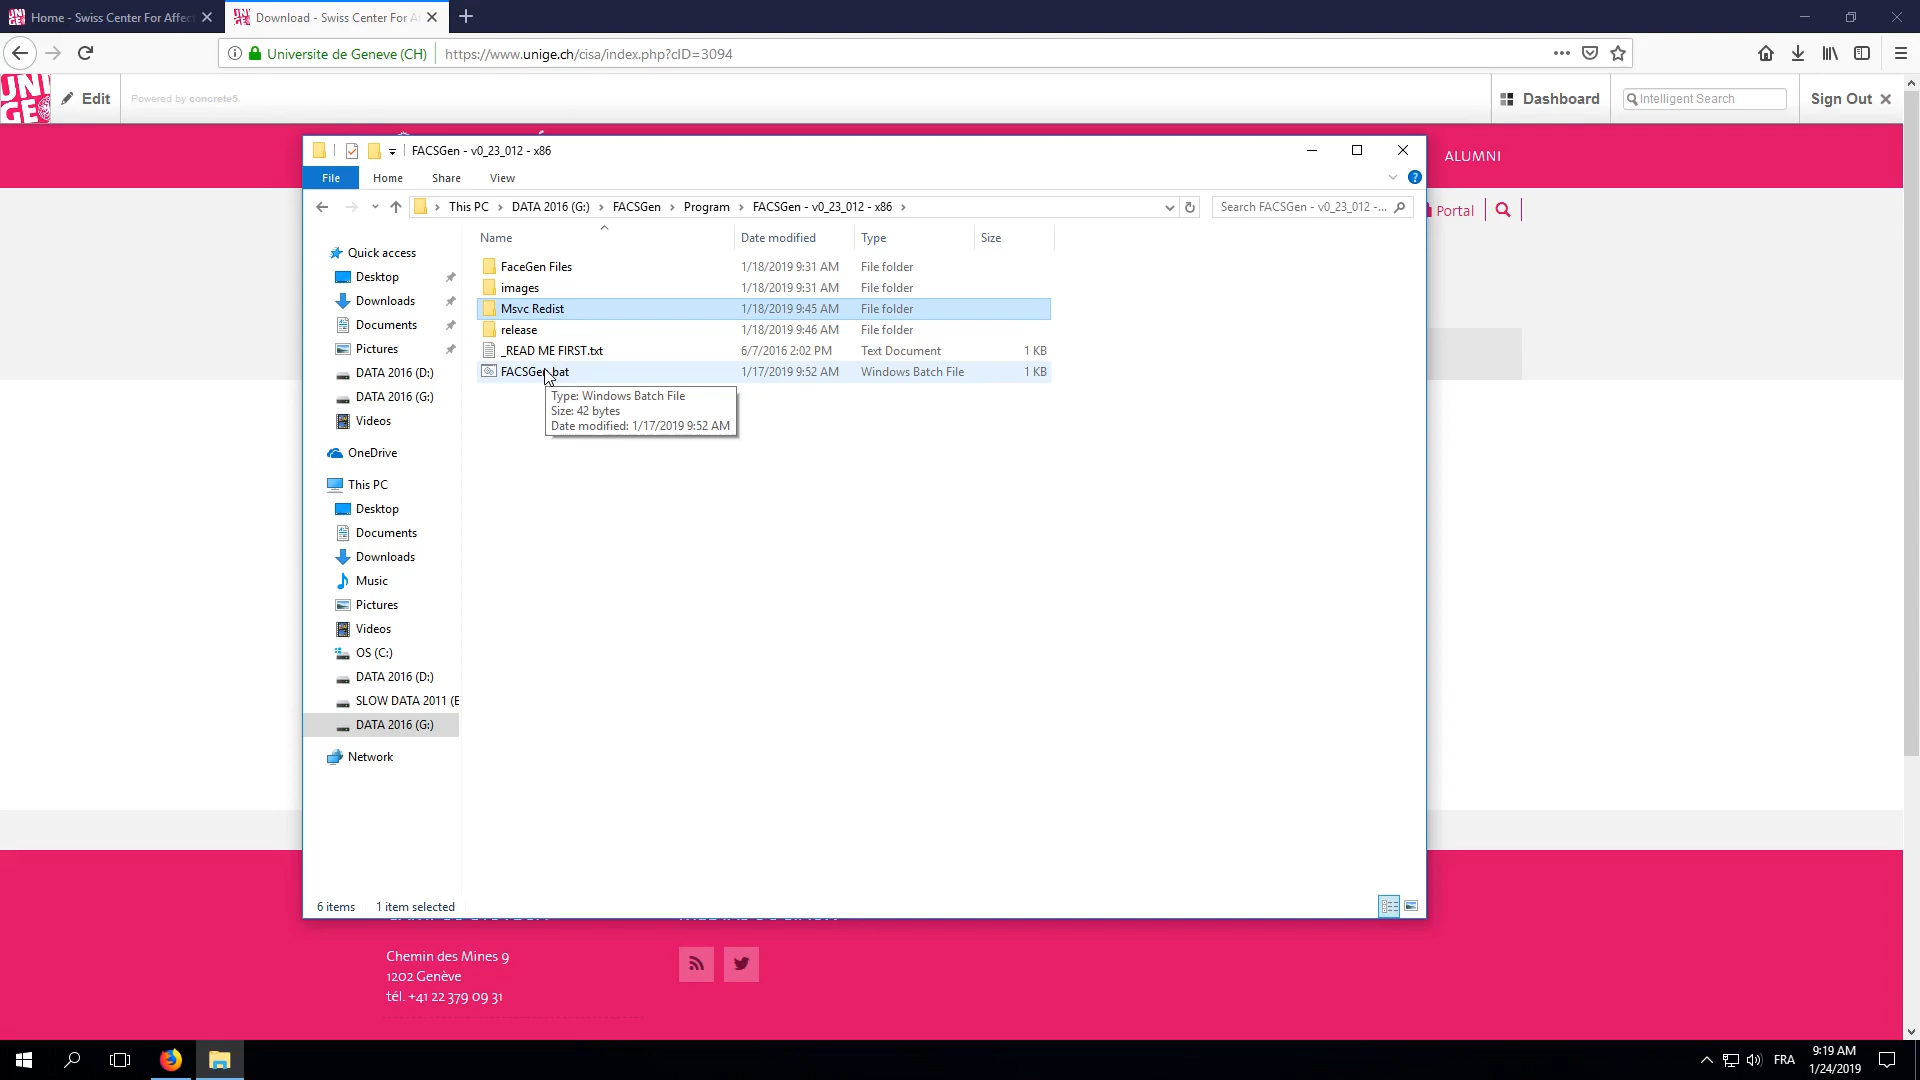 Home - Swiss Center For Affect
Download - Swiss Center For A
Universite de Geneve (CH)
https://www.unige.ch/cisa/index.php?cID=3094
UNI
GE
Edit
Powered by concrete5.
Dashboard
Intelligent Search
Sign Out
ALUMNI
Portal
FACSGen - v0_23_012 - x86
File
Home
Share
View
This PC
DATA 2016 (G:)
FACSGen
Program
FACSGen - v0_23_012 - x86
Search FACSGen - v0_23_012 -...
Name
Date modified
Type
Size
FaceGen Files 1/18/2019 9:31 AM File folder
images 1/18/2019 9:31 AM File folder
Msvc Redist 1/18/2019 9:45 AM File folder
release 1/18/2019 9:46 AM File folder
_READ ME FIRST.txt 6/7/2016 2:02 PM Text Document 1 KB
FACSGen.bat 1/17/2019 9:52 AM Windows Batch File 1 KB
Type: Windows Batch File
Size: 42 bytes
Date modified: 1/17/2019 9:52 AM
Quick access
Desktop
Downloads
Documents
Pictures
DATA 2016 (D:)
DATA 2016 (G:)
Videos
OneDrive
This PC
Desktop
Documents
Downloads
Music
Pictures
Videos
OS (C:)
DATA 2016 (D:)
SLOW DATA 2011 (E
DATA 2016 (G:)
Network
6 items
1 item selected
Chemin des Mines 9
1202 Genève
tél. +41 22 379 09 31
FRA
9:19 AM
1/24/2019